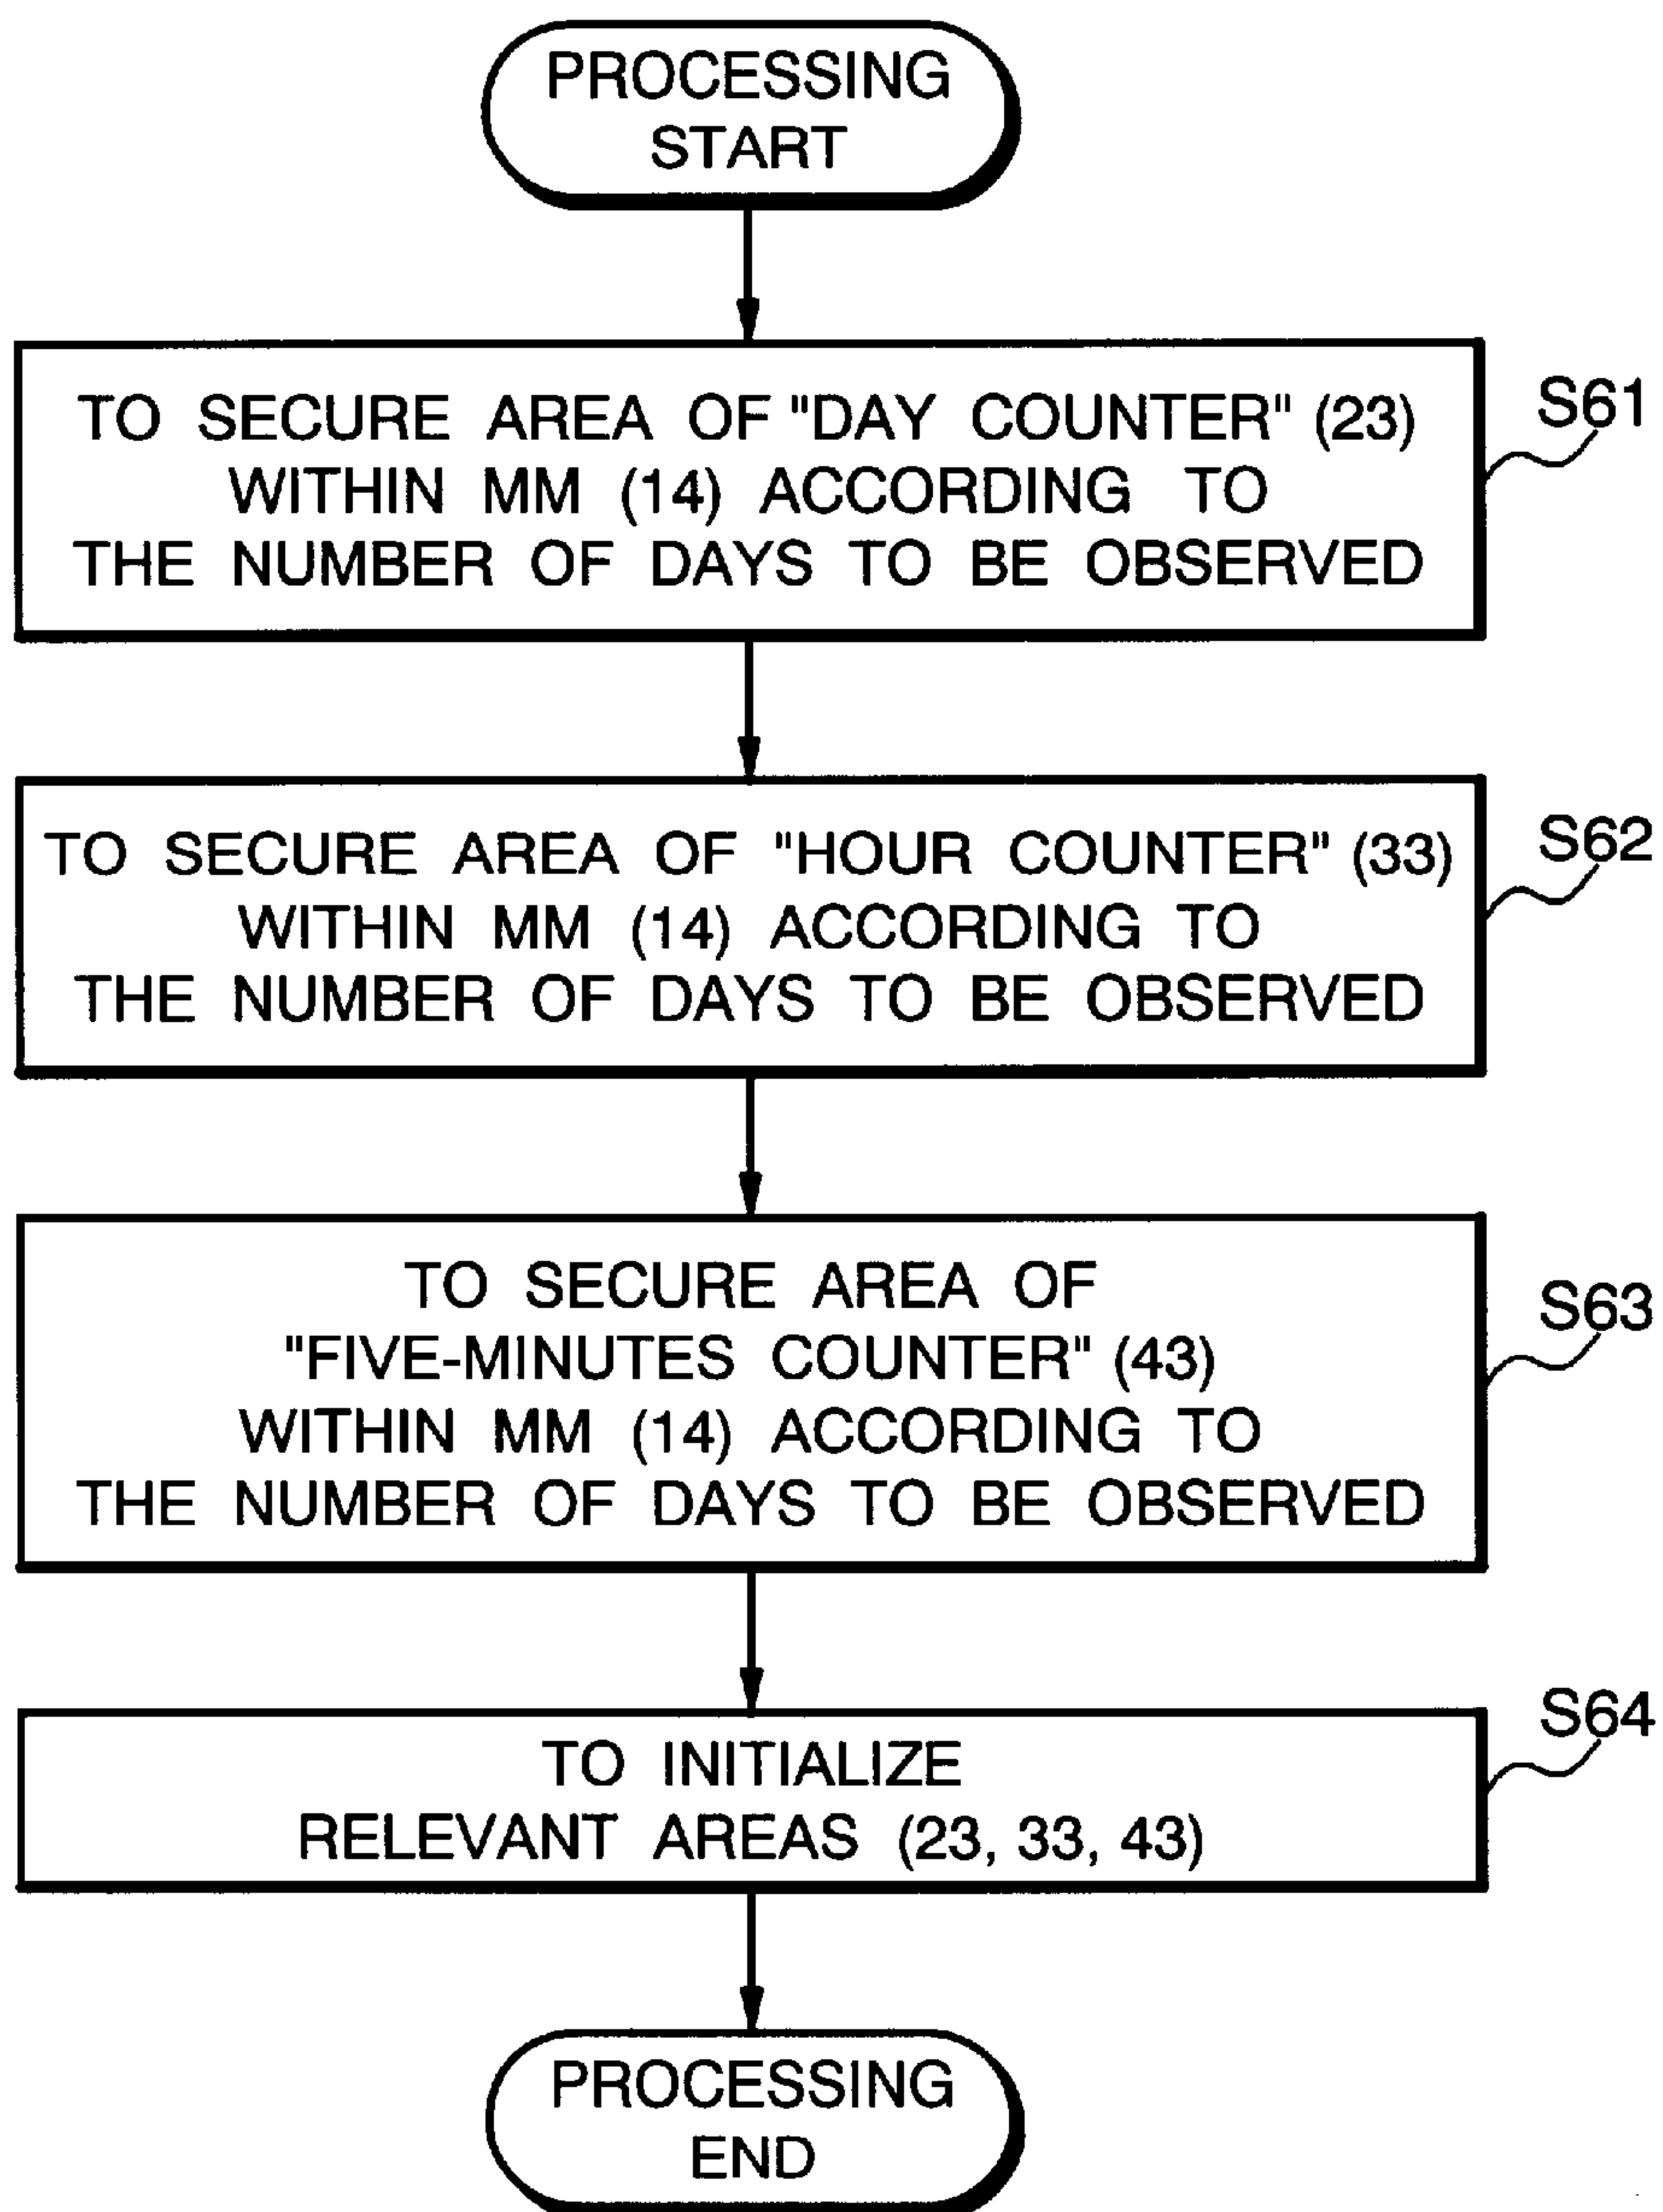 PROCESSING
START
TO SECURE AREA OF "DAY COUNTER" (23)
WITHIN MM (14) ACCORDING TO
THE NUMBER OF DAYS TO BE OBSERVED
S61
TO SECURE AREA OF "HOUR COUNTER" (33)
WITHIN MM (14) ACCORDING TO
THE NUMBER OF DAYS TO BE OBSERVED
S62
TO SECURE AREA OF
"FIVE-MINUTES COUNTER" (43)
WITHIN MM (14) ACCORDING TO
THE NUMBER OF DAYS TO BE OBSERVED
S63
TO INITIALIZE
RELEVANT AREAS (23, 33, 43)
S64
PROCESSING
END